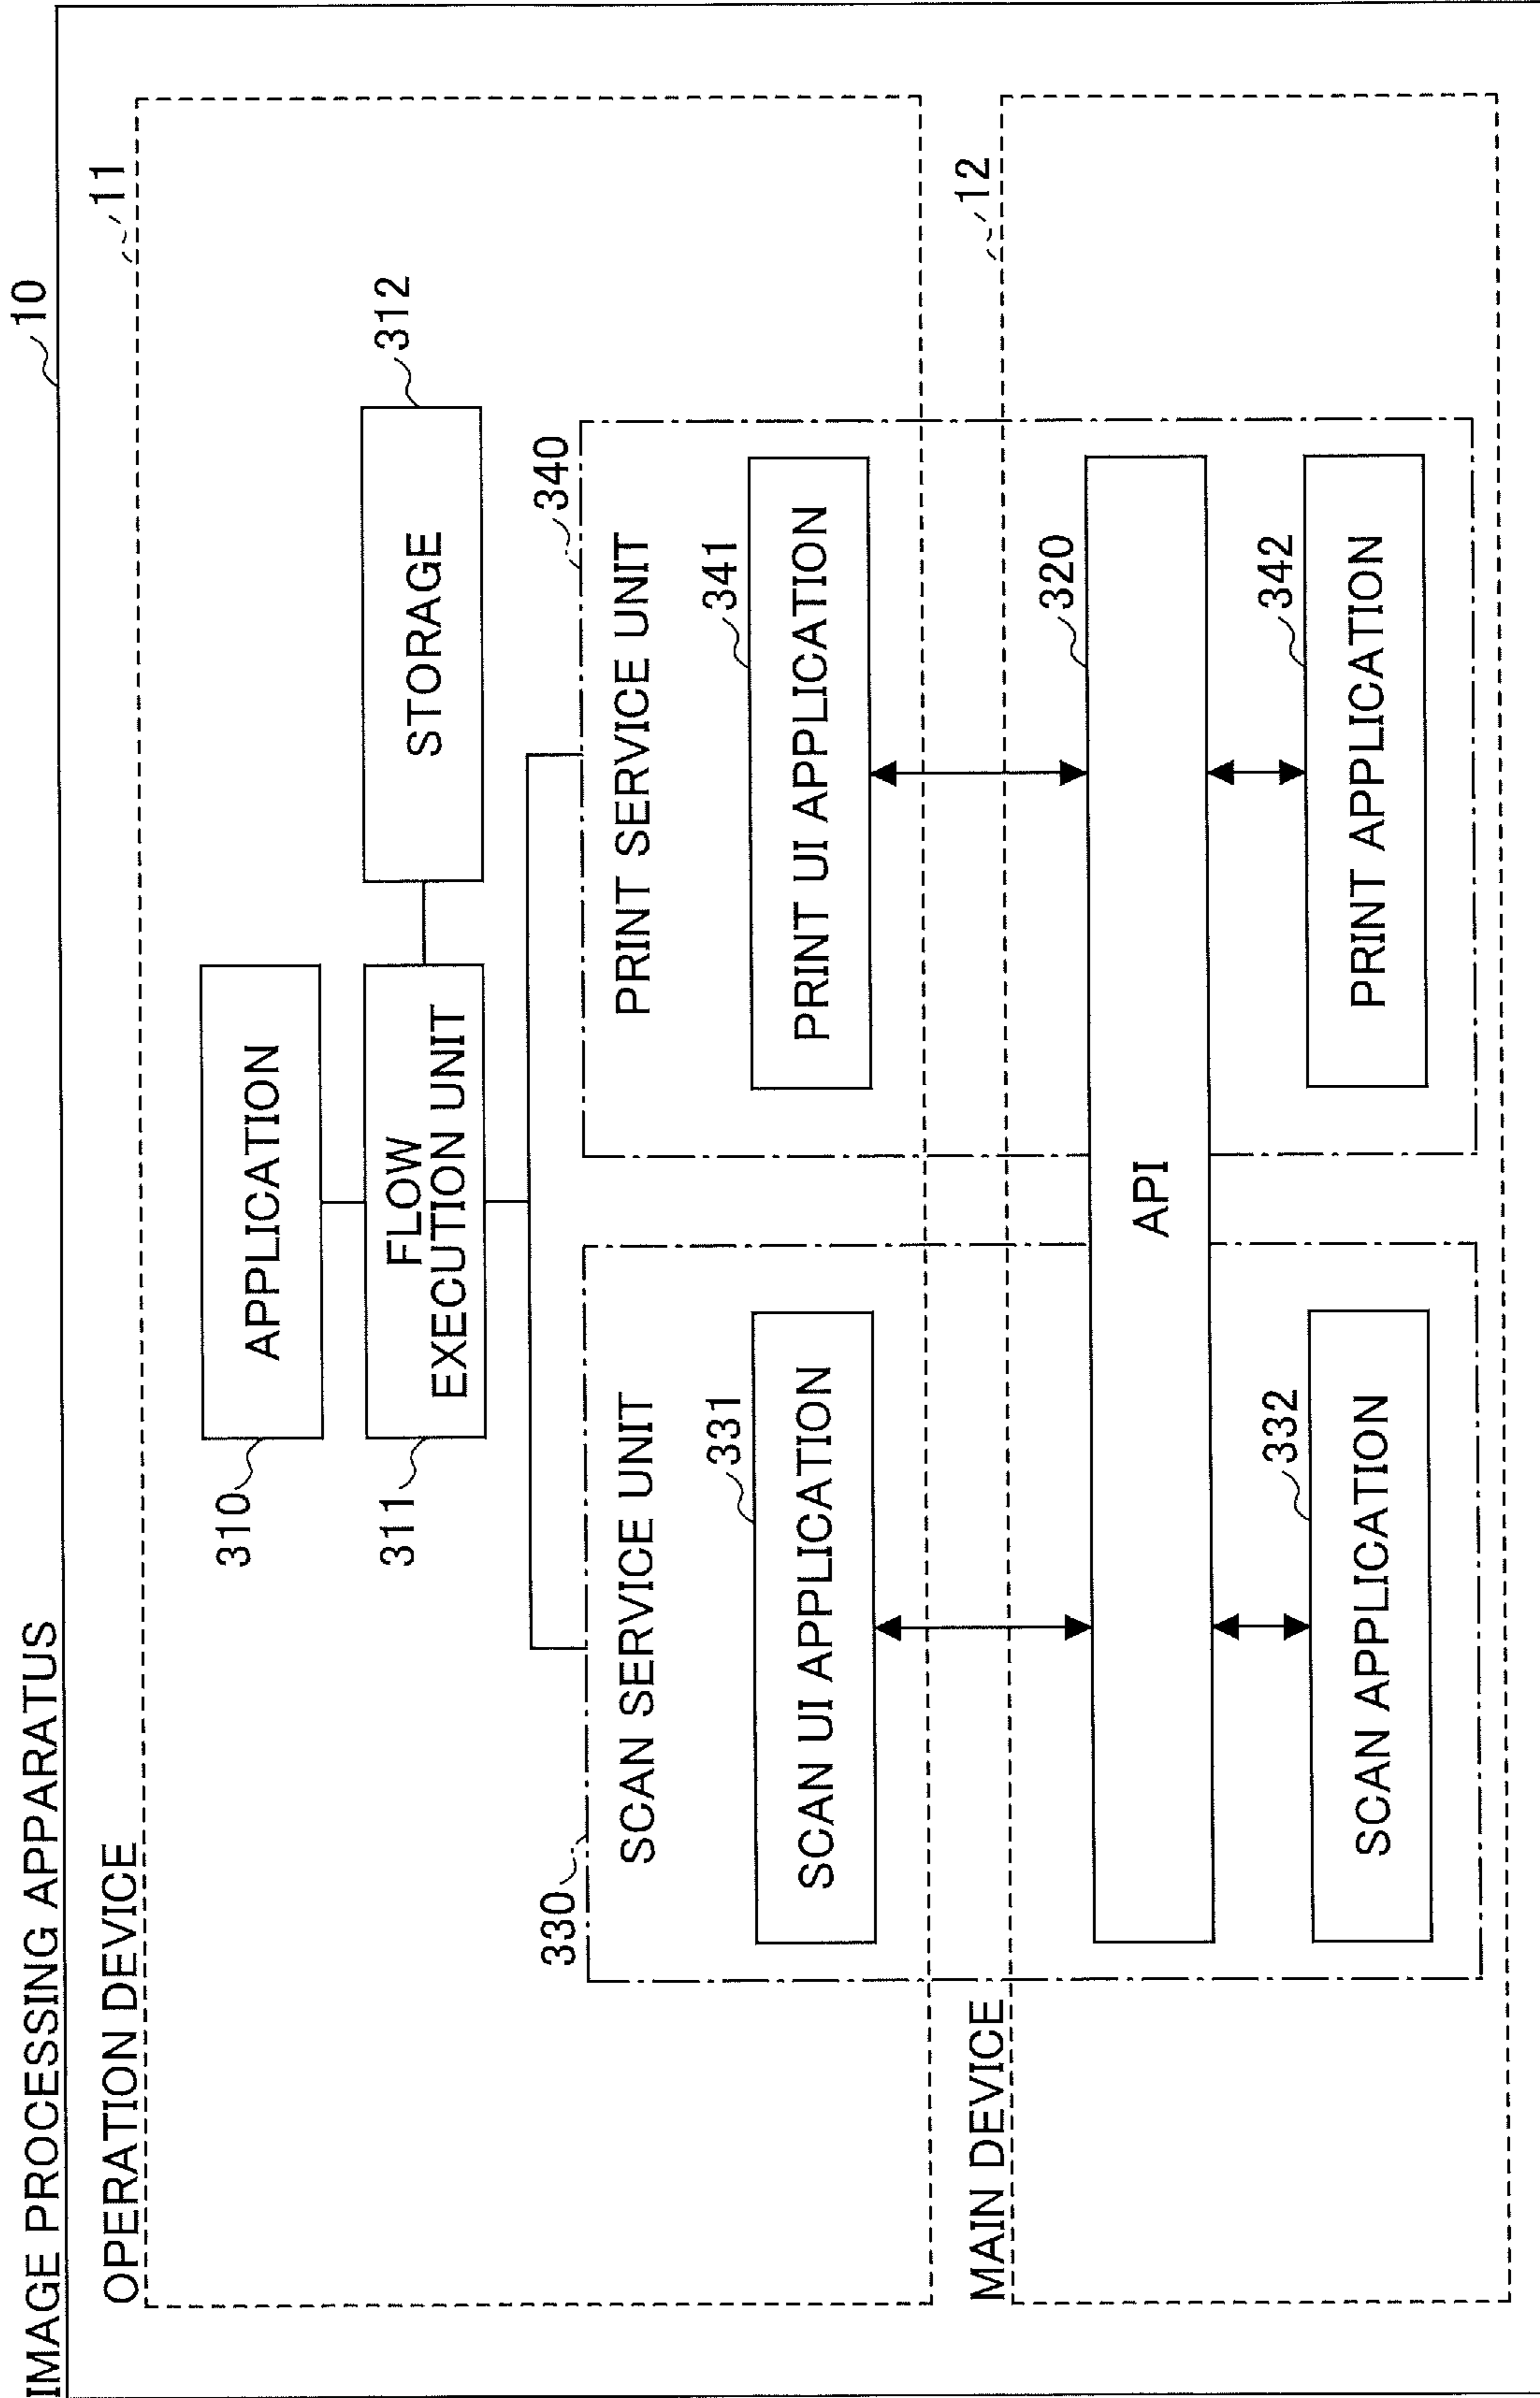 IMAGE PROCESSING APPARATUS
10
OPERATION DEVICE
11
310
APPLICATION
311
FLOW
EXECUTION UNIT
STORAGE
312
330
SCAN SERVICE UNIT
340
PRINT SERVICE UNIT
331
SCAN UI APPLICATION
341
PRINT UI APPLICATION
MAIN DEVICE
12
320
API
332
SCAN APPLICATION
342
PRINT APPLICATION